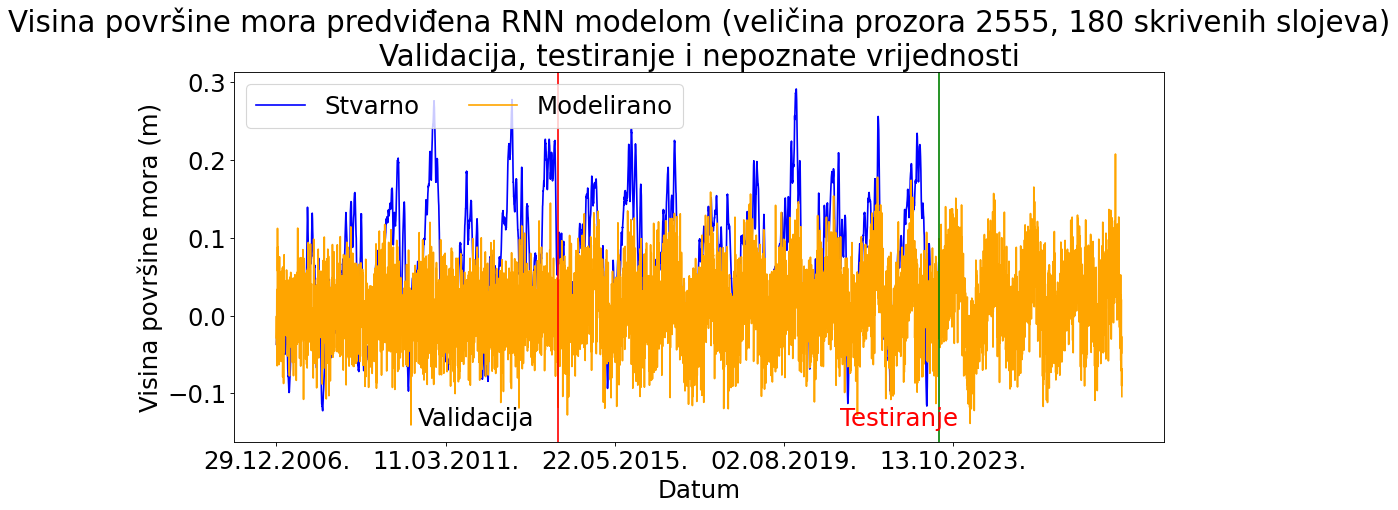 Visina površine mora predviđena RNN modelom (veličina prozora 2555, 180 skrivenih slojeva)
Validacija, testiranje i nepoznate vrijednosti
Stvarno
Modelirano
Visina površine mora (m)
0.3
0.2
0.1
0.0
−0.1
Validacija
Testiranje
29.12.2006.
11.03.2011.
22.05.2015.
02.08.2019.
13.10.2023.
Datum